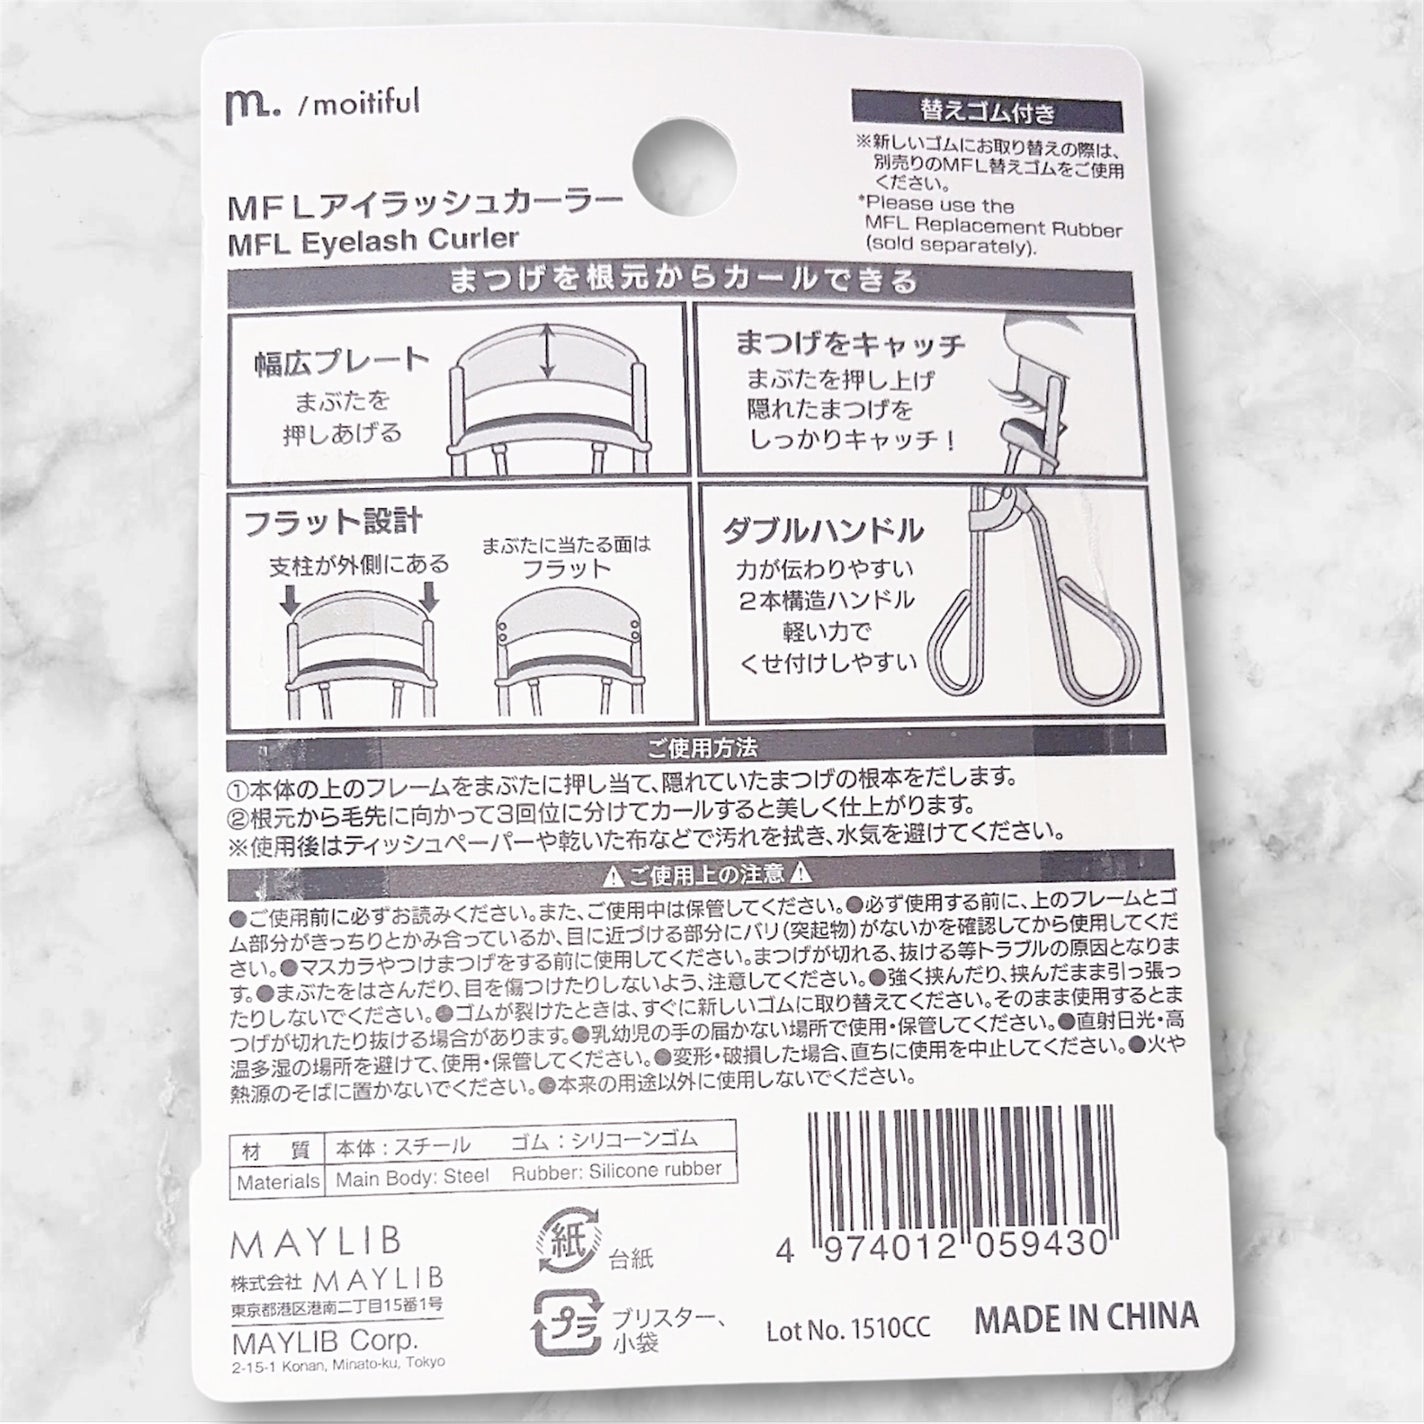 m. / moitiful
替えゴム付き
※新しいゴムにお取り替えの際は、
別売りのMFL替えゴムをご使用
ください。
*Please use the
MFL Replacement Rubber
(sold separately).
MFLアイラッシュカーラー
MFL Eyelash Curler
まつげを根元からカールできる
幅広プレート
まぶたを
押しあげる
まつげをキャッチ
まぶたを押し上げ
隠れたまつげを
しっかりキャッチ！
フラット設計
支柱が外側にある
まぶたに当たる面は
フラット
ダブルハンドル
力が伝わりやすい
2本構造ハンドル
軽い力で
くせ付けしやすい
ご使用方法
①本体の上のフレームをまぶたに押し当て、隠れていたまつげの根本をだします。
②根元から毛先に向かって3回位に分けてカールすると美しく仕上がります。
※使用後はティッシュペーパーや乾いた布などで汚れを拭き、水気を避けてください。
⚠ご使用上の注意⚠
●ご使用前に必ずお読みください。また、ご使用中は保管してください。●必ず使用する前に、上のフレームとゴ
ム部分がきっちりとかみ合っているか、目に近づける部分にバリ(突起物)がないかを確認してから使用してくだ
さい。●マスカラやつけまつげをする前に使用してください。まつげが切れる、抜ける等トラブルの原因となりま
す。●まぶたをはさんだり、目を傷つけたりしないよう、注意してください。●強く挟んだり、挟んだまま引っ張っ
たりしないでください。●ゴムが裂けたときは、すぐに新しいゴムに取り替えてください。そのまま使用するとま
つげが切れたり抜ける場合があります。●乳幼児の手の届かない場所で使用・保管してください。●直射日光・高
温多湿の場所を避けて、使用・保管してください。●変形・破損した場合、直ちに使用を中止してください。●火や
熱源のそばに置かないでください。●本来の用途以外に使用しないでください。
材 質 本体：スチール ゴム：シリコーンゴム
Materials Main Body: Steel Rubber: Silicone rubber
MAYLIB
株式会社 MAYLIB
東京都港区港南二丁目15番1号
MAYLIB Corp.
2-15-1 Konan, Minato-ku, Tokyo
紙 台紙
プラ ブリスター、
小袋
4 974012 059430
Lot No. 1510CC
MADE IN CHINA